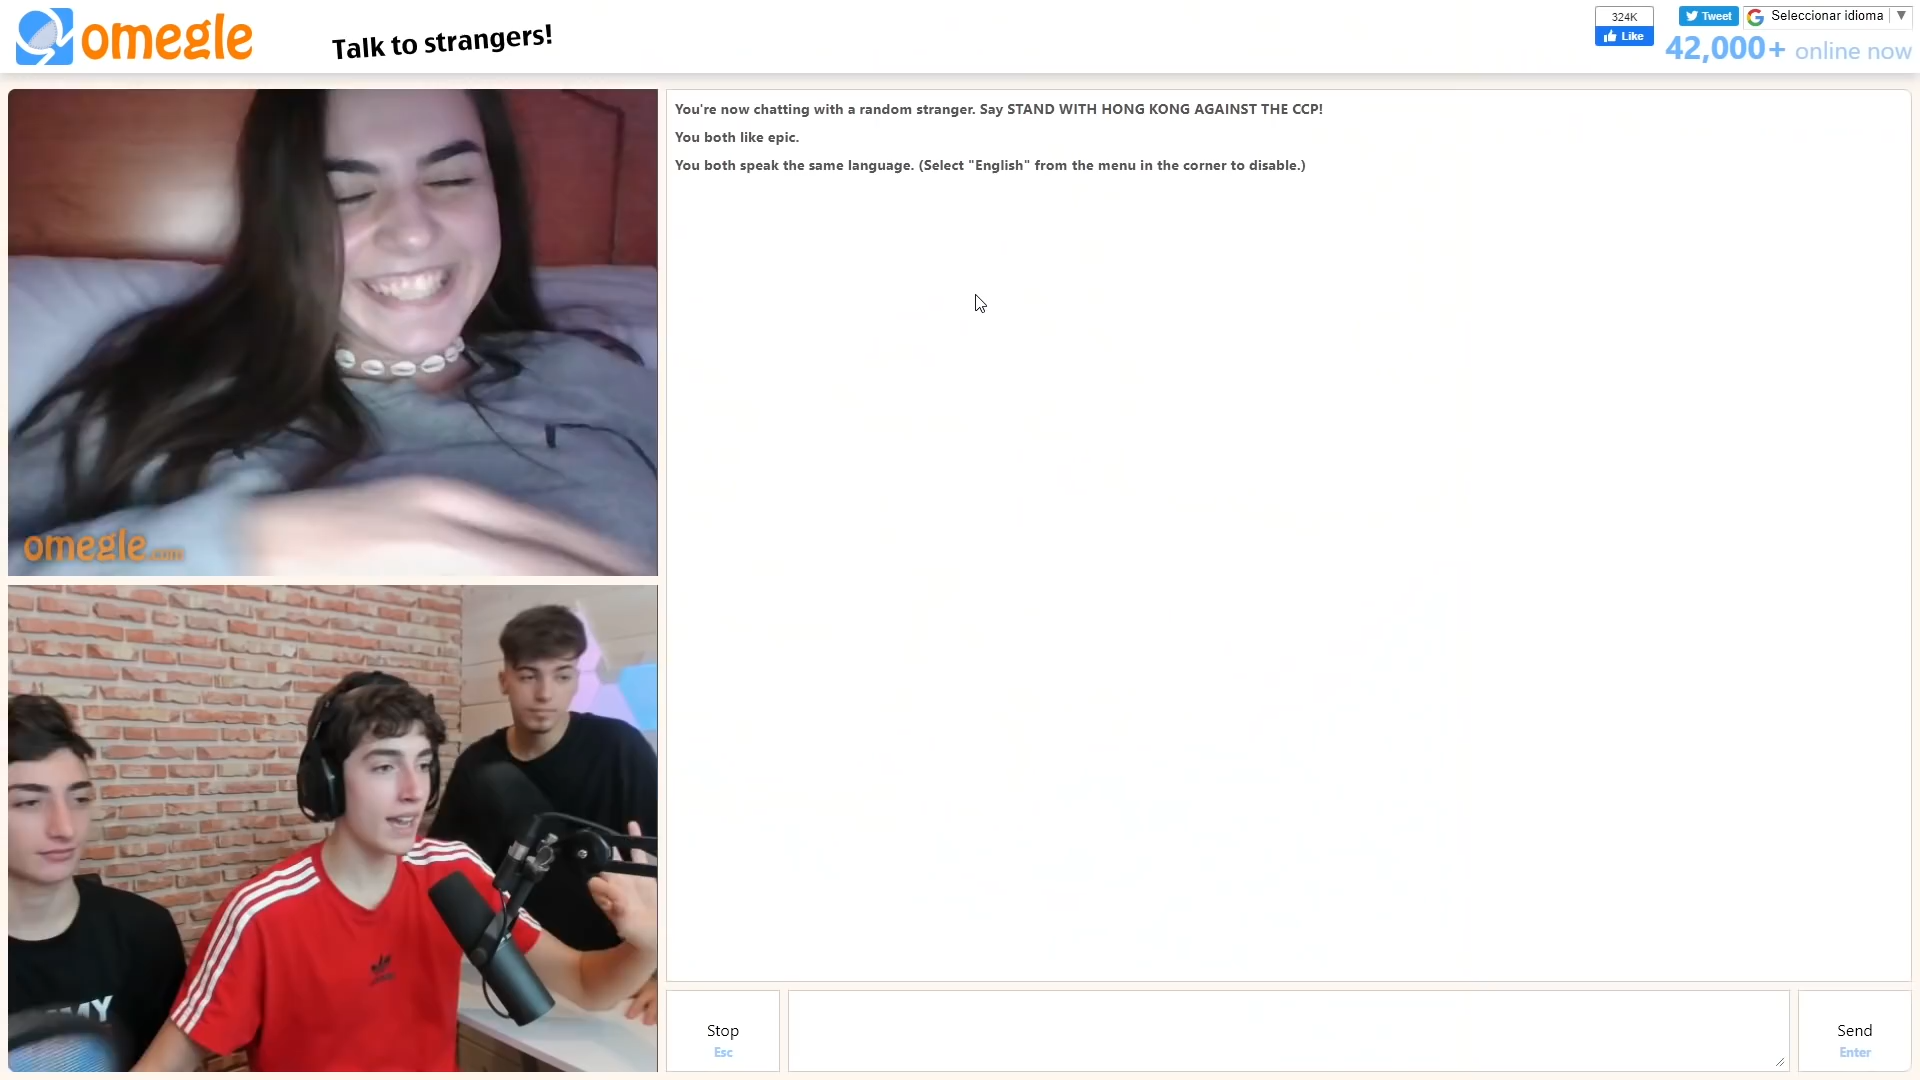 omegle
Talk to strangers!
324K
Like
Tweet
Seleccionar idioma
42,000+ online now
You're now chatting with a random stranger. Say STAND WITH HONG KONG AGAINST THE CCP!
You both like epic.
You both speak the same language. (Select "English" from the menu in the corner to disable.)
omegle.com
Stop
Esc
Send
Enter